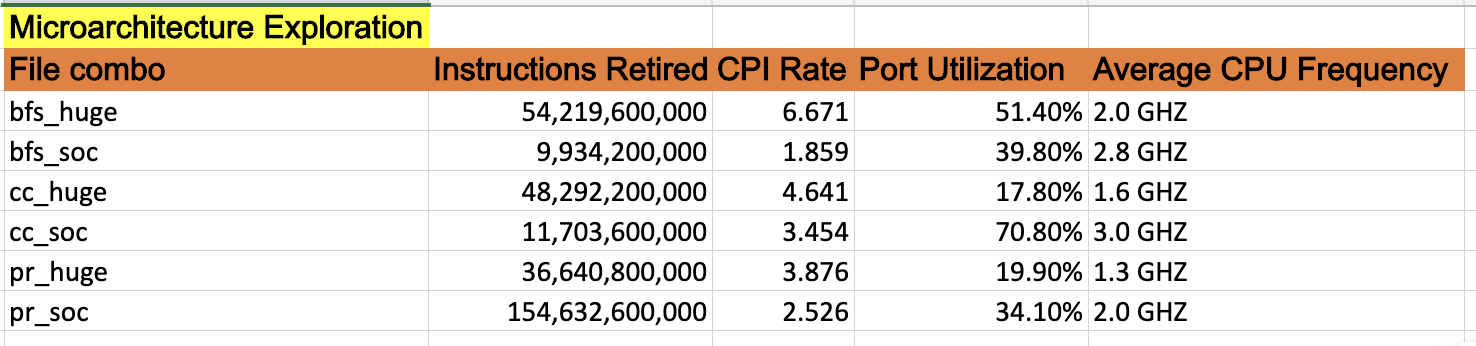 Microarchitecture Exploration
File combo Instructions Retired CPI Rate Port Utilization Average CPU Frequency
bfs_huge 54,219,600,000 6.671 51.40% 2.0 GHZ
bfs_soc 9,934,200,000 1.859 39.80% 2.8 GHZ
cc_huge 48,292,200,000 4.641 17.80% 1.6 GHZ
cc_soc 11,703,600,000 3.454 70.80% 3.0 GHZ
pr_huge 36,640,800,000 3.876 19.90% 1.3 GHZ
pr_soc 154,632,600,000 2.526 34.10% 2.0 GHZ